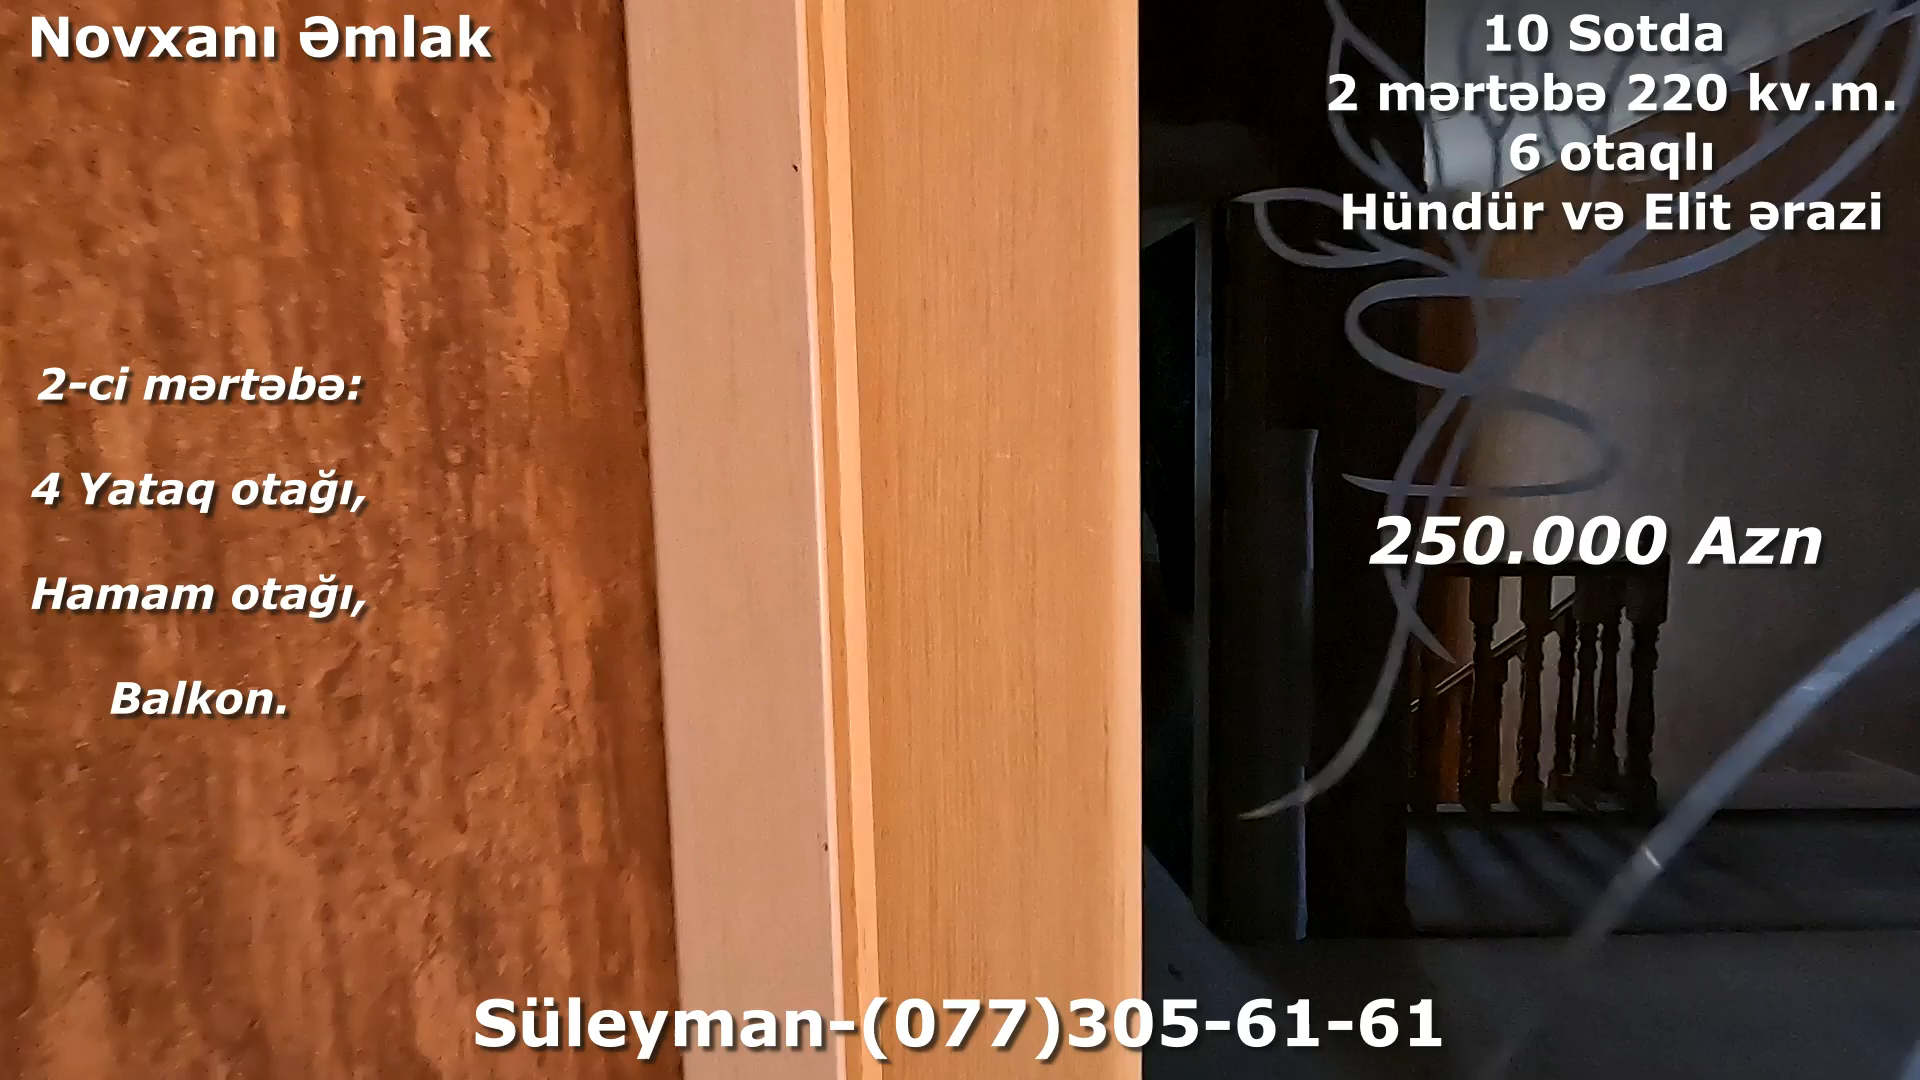 Novxanı Əmlak
10 Sotda
2 mərtəbə 220 kv.m.
6 otaqlı
Hündür və Elit ərazi
2-ci mərtəbə:
4 Yataq otağı,
Hamam otağı,
Balkon.
250.000 Azn
Süleyman-(077)305-61-61